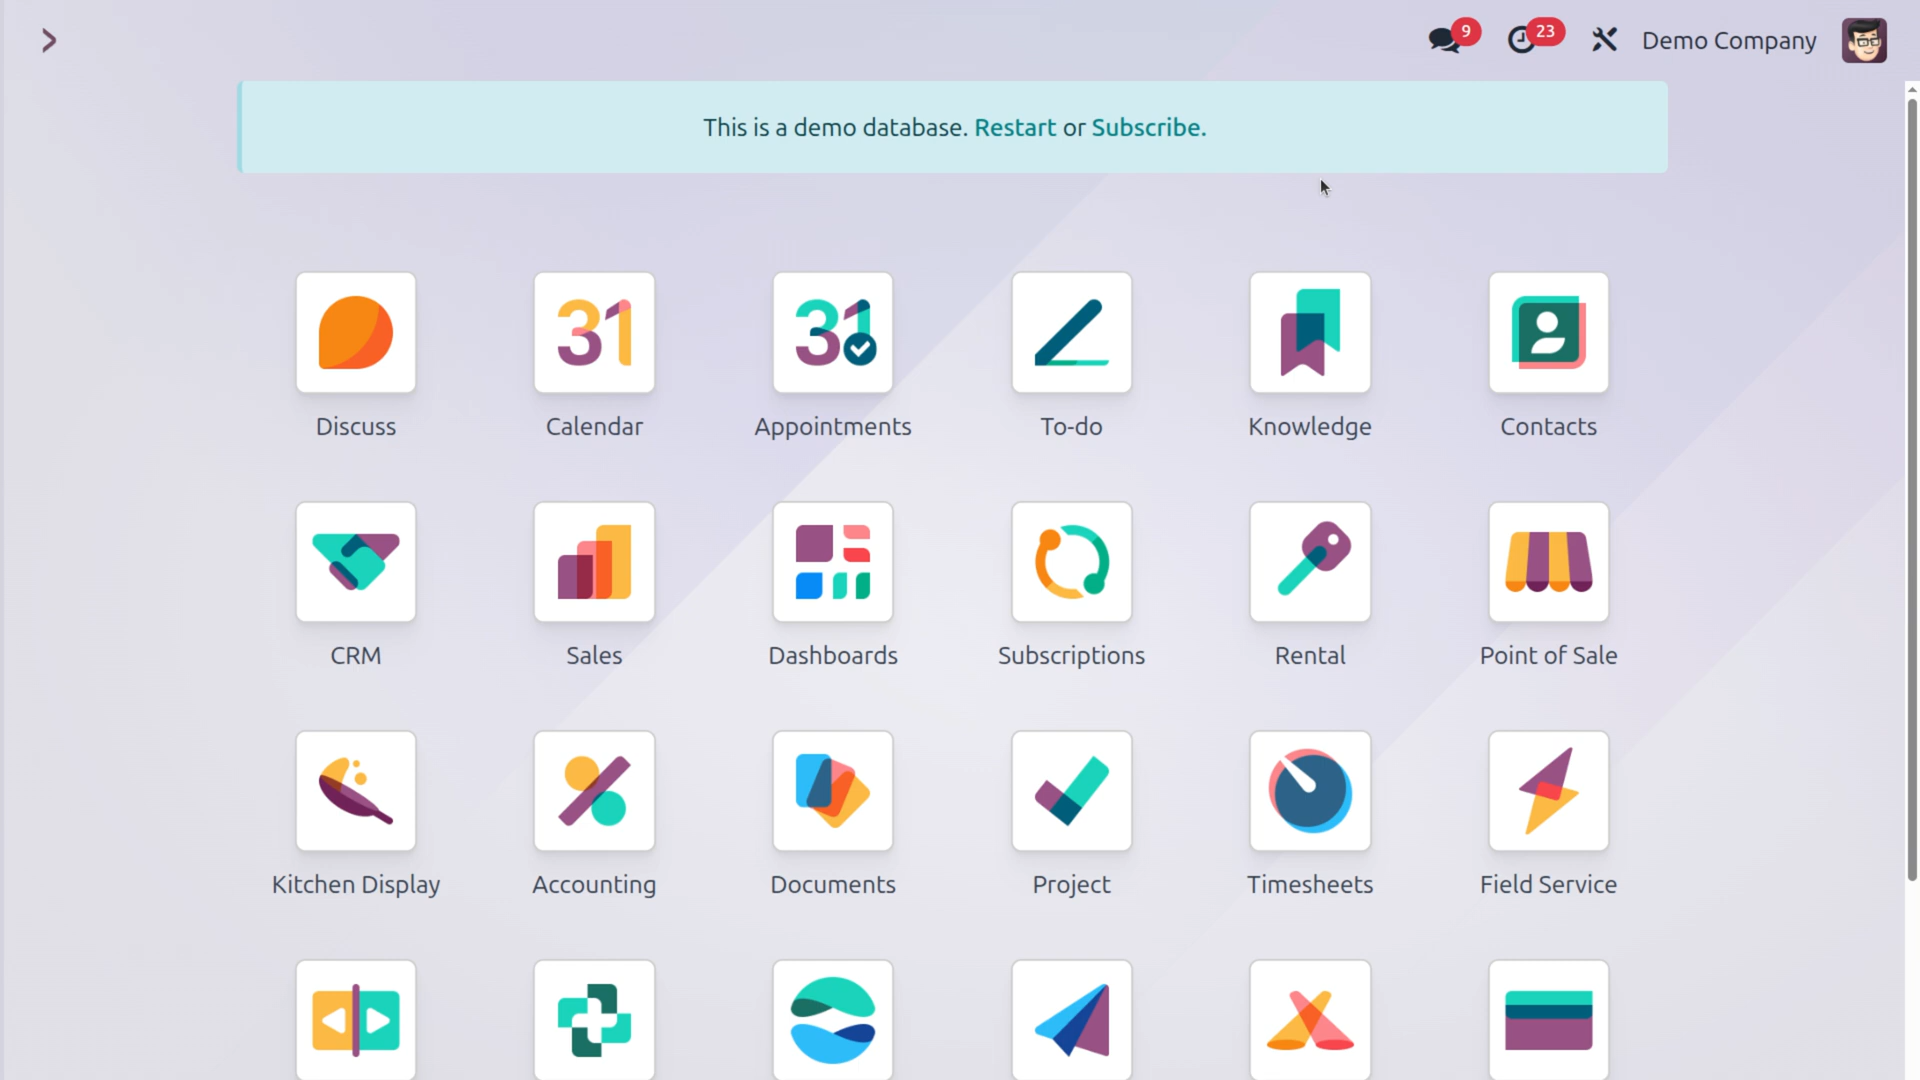 9
23
Demo Company
This is a demo database. Restart or Subscribe.
31
31
Discuss
Calendar
Appointments
To-do
Knowledge
Contacts
CRM
Sales
Dashboards
Subscriptions
Rental
Point of Sale
Kitchen Display
Accounting
Documents
Project
Timesheets
Field Service